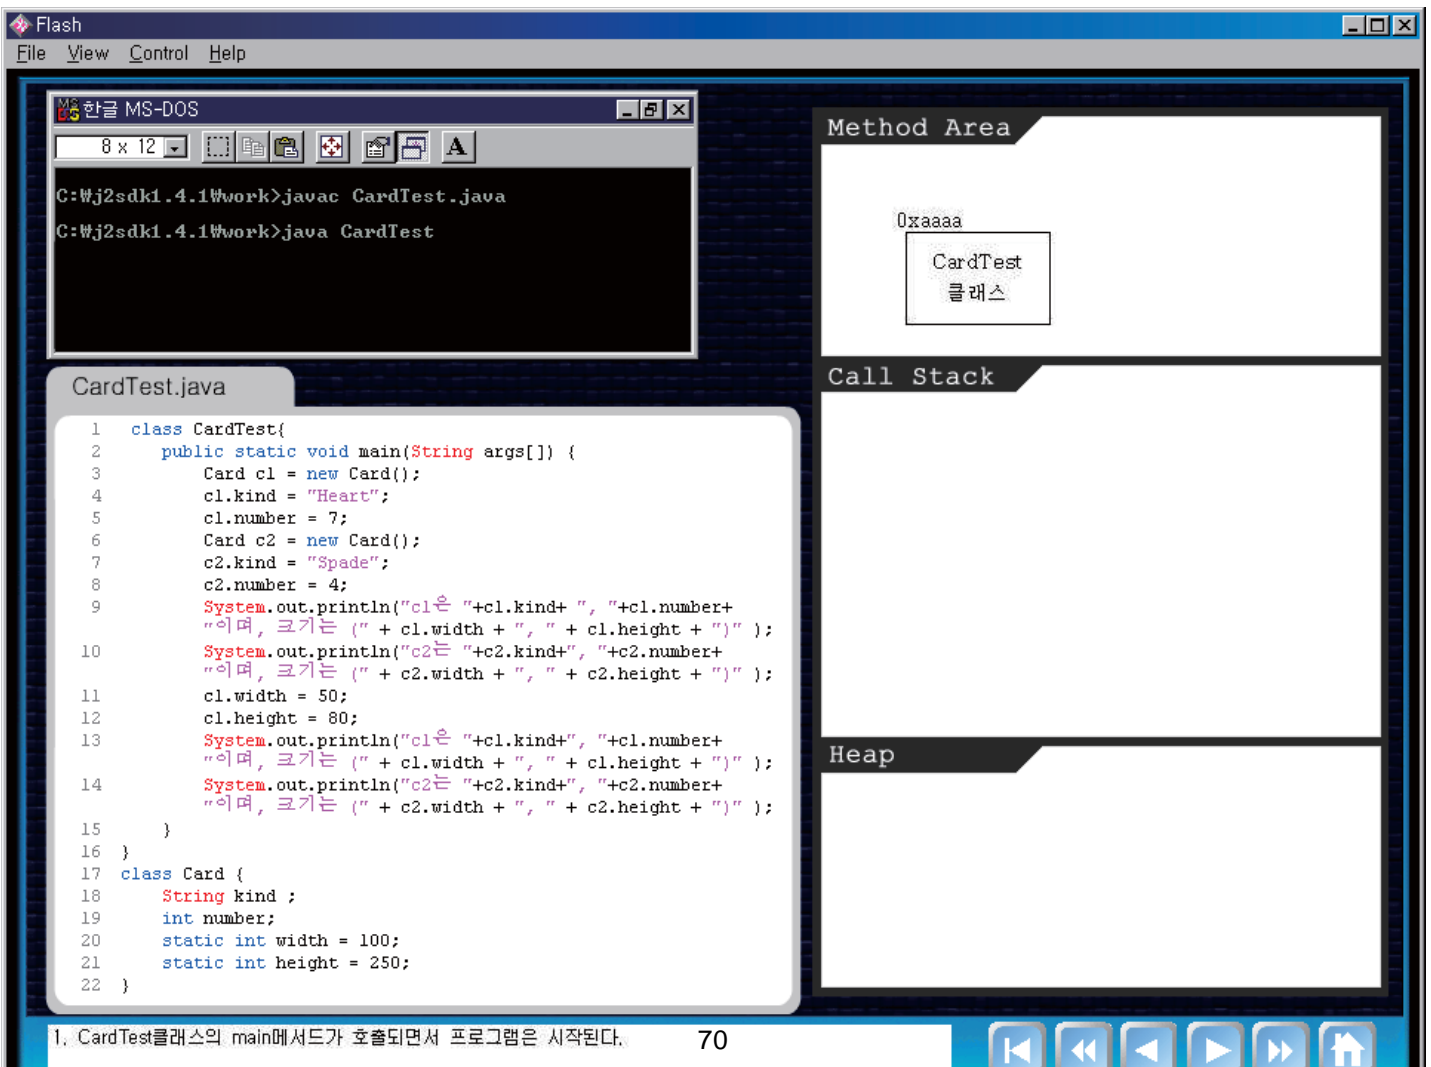 Flash
File View Control Help
한글 MS-DOS
8 x 12
A
C:₩j2sdk1.4.1₩work>javac CardTest.java
C:₩j2sdk1.4.1₩work>java CardTest
CardTest.java
1 class CardTest{
2 public static void main(String args[]) {
3 Card c1 = new Card();
4 c1.kind = "Heart";
5 c1.number = 7;
6 Card c2 = new Card();
7 c2.kind = "Spade";
8 c2.number = 4;
9 System.out.println("c1은 "+c1.kind+ ", "+c1.number+
"이며, 크기는 (" + c1.width + ", " + c1.height + ")" );
10 System.out.println("c2는 "+c2.kind+", "+c2.number+
"이며, 크기는 (" + c2.width + ", " + c2.height + ")" );
11 c1.width = 50;
12 c1.height = 80;
13 System.out.println("c1은 "+c1.kind+", "+c1.number+
"이며, 크기는 (" + c1.width + ", " + c1.height + ")" );
14 System.out.println("c2는 "+c2.kind+", "+c2.number+
"이며, 크기는 (" + c2.width + ", " + c2.height + ")" );
15 }
16 }
17 class Card {
18 String kind ;
19 int number;
20 static int width = 100;
21 static int height = 250;
22 }
Method Area
0xaaaa
CardTest
클래스
Call Stack
Heap
1. CardTest클래스의 main메서드가 호출되면서 프로그램은 시작된다.
70